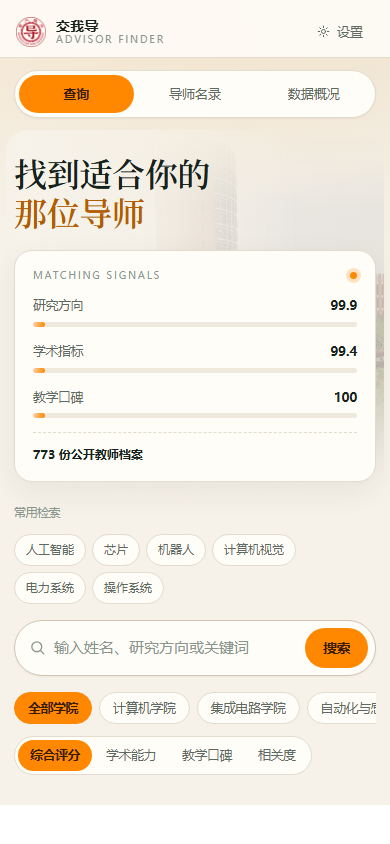 交我导
ADVISOR FINDER
设置
查询
导师名录
数据概况
找到适合你的
那位导师
MATCHING SIGNALS
研究方向 99.9
学术指标 99.4
教学口碑 100
773 份公开教师档案
常用检索
人工智能 芯片 机器人 计算机视觉
电力系统 操作系统
输入姓名、研究方向或关键词 搜索
全部学院 计算机学院 集成电路学院 自动化与感
综合评分 学术能力 教学口碑 相关度